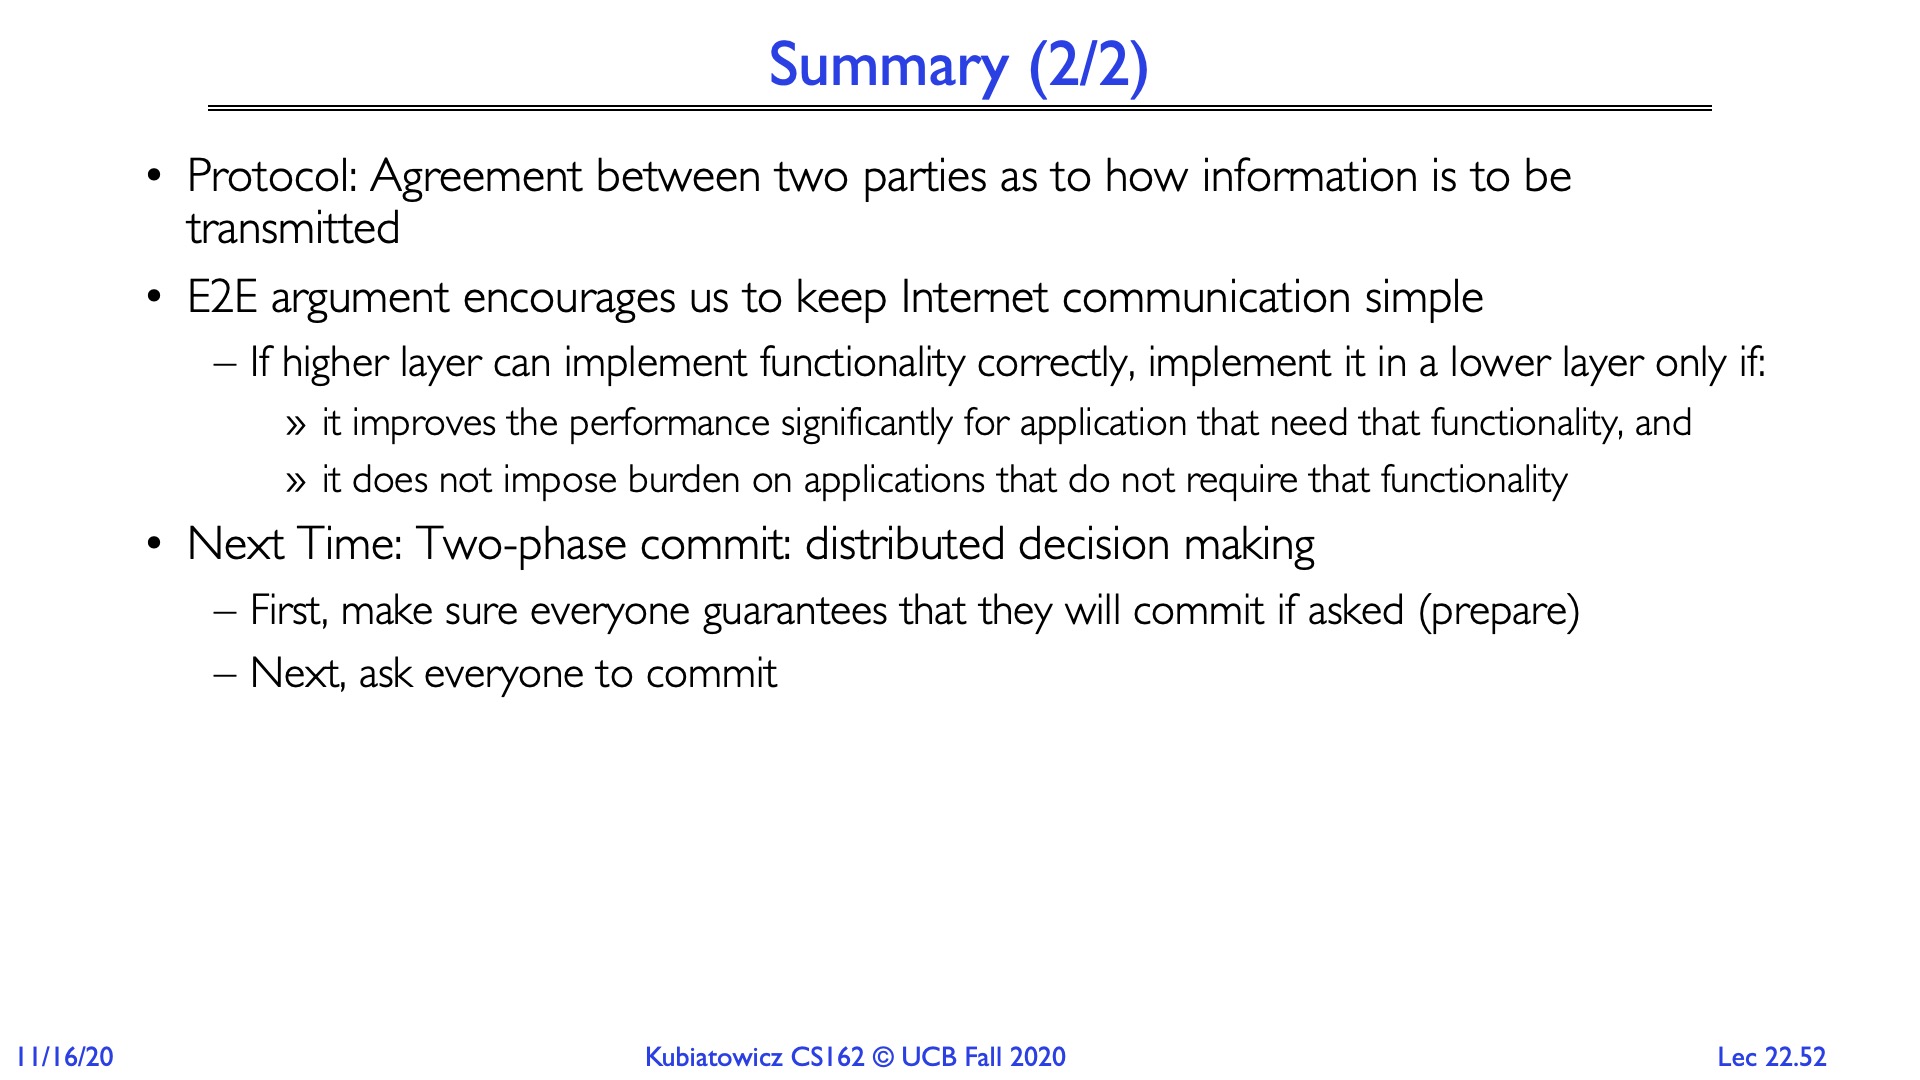 Summary (2/2)
• Protocol: Agreement between two parties as to how information is to be
transmitted
• E2E argument encourages us to keep Internet communication simple
– If higher layer can implement functionality correctly, implement it in a lower layer only if:
» it improves the performance significantly for application that need that functionality, and
» it does not impose burden on applications that do not require that functionality
• Next Time: Two-phase commit: distributed decision making
– First, make sure everyone guarantees that they will commit if asked (prepare)
– Next, ask everyone to commit
11/16/20
Kubiatowicz CS162 © UCB Fall 2020
Lec 22.52